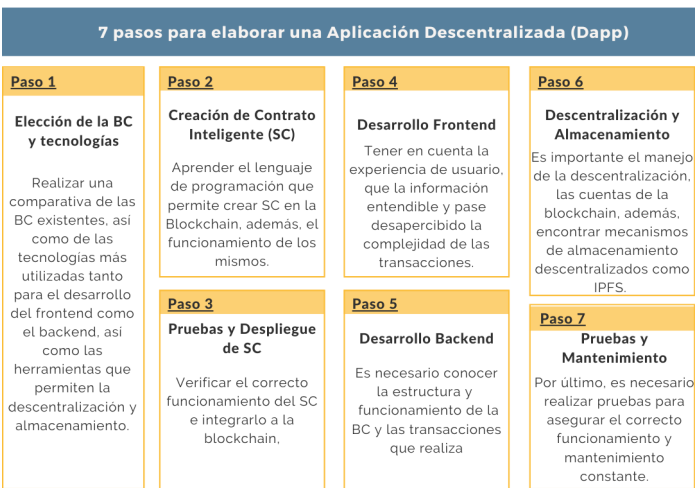 7 pasos para elaborar una Aplicación Descentralizada (Dapp)
Paso 1
Elección de la BC
y tecnologías
Realizar una
comparativa de las
BC existentes, así
como de las
tecnologías más
utilizadas tanto
para el desarrollo
del frontend como
el backend, así
como las
herramientas que
permiten la
descentralización y
almacenamiento.
Paso 2
Creación de Contrato
Inteligente (SC)
Aprender el lenguaje
de programación que
permite crear SC en la
Blockchain, además, el
funcionamiento de los
mismos.
Paso 3
Pruebas y Despliegue
de SC
Verificar el correcto
funcionamiento del SC
e integrarlo a la
blockchain,
Paso 4
Desarrollo Frontend
Tener en cuenta la
experiencia de usuario,
que la información
entendible y pase
desapercibido la
complejidad de las
transacciones.
Paso 5
Desarrollo Backend
Es necesario conocer
la estructura y
funcionamiento de la
BC y las transacciones
que realiza
Paso 6
Descentralización y
Almacenamiento
Es importante el manejo
de la descentralización,
las cuentas de la
blockchain, además,
encontrar mecanismos
de almacenamiento
descentralizados como
IPFS.
Paso 7
Pruebas y
Mantenimiento
Por último, es necesario
realizar pruebas para
asegurar el correcto
funcionamiento y
mantenimiento
constante.